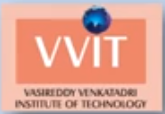 VVIT
VASIREDDY VENKATADRI
INSTITUTE OF TECHNOLOGY